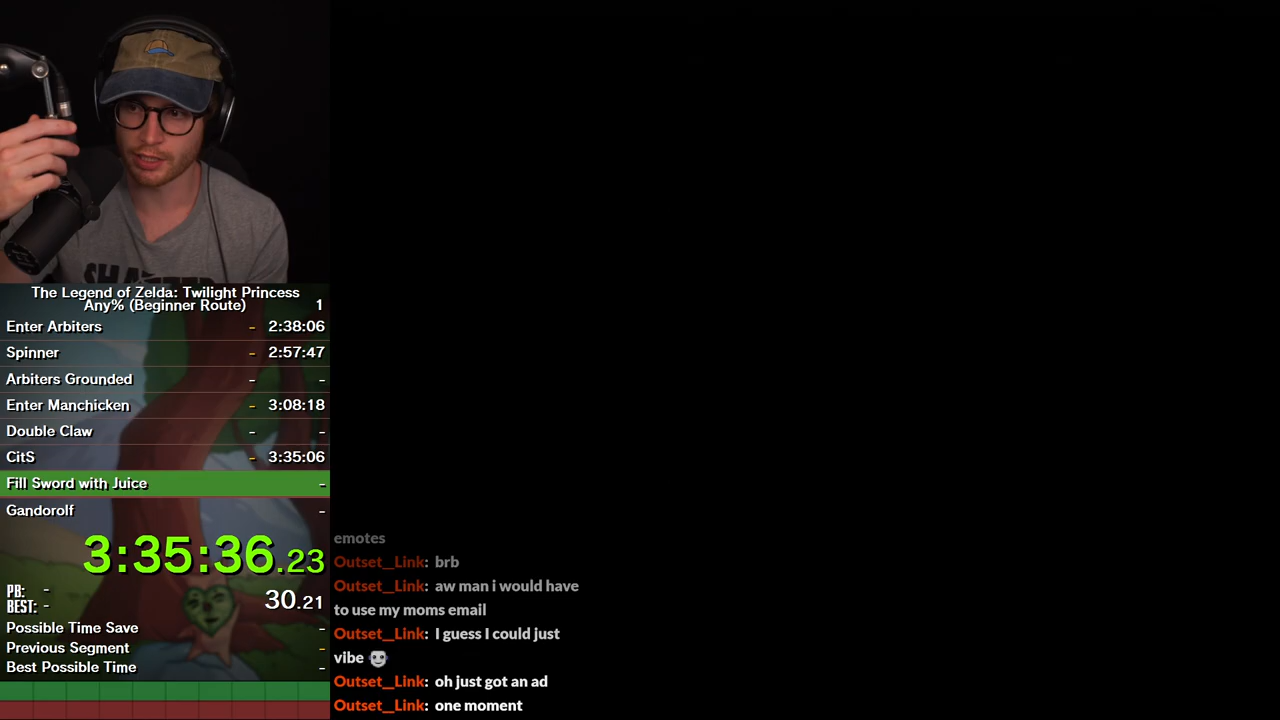 SHATTER
The Legend of Zelda: Twilight Princess
Any% (Beginner Route) 1
Enter Arbiters - 2:38:06
Spinner - 2:57:47
Arbiters Grounded - -
Enter Manchicken - 3:08:18
Double Claw - -
CitS - 3:35:06
Fill Sword with Juice -
Gandorolf -
3:35:36.23
PB: -
BEST: - 30.21
Possible Time Save -
Previous Segment -
Best Possible Time -
emotes
Outset_Link: brb
Outset_Link: aw man i would have
to use my moms email
Outset_Link: I guess I could just
vibe
Outset_Link: oh just got an ad
Outset_Link: one moment